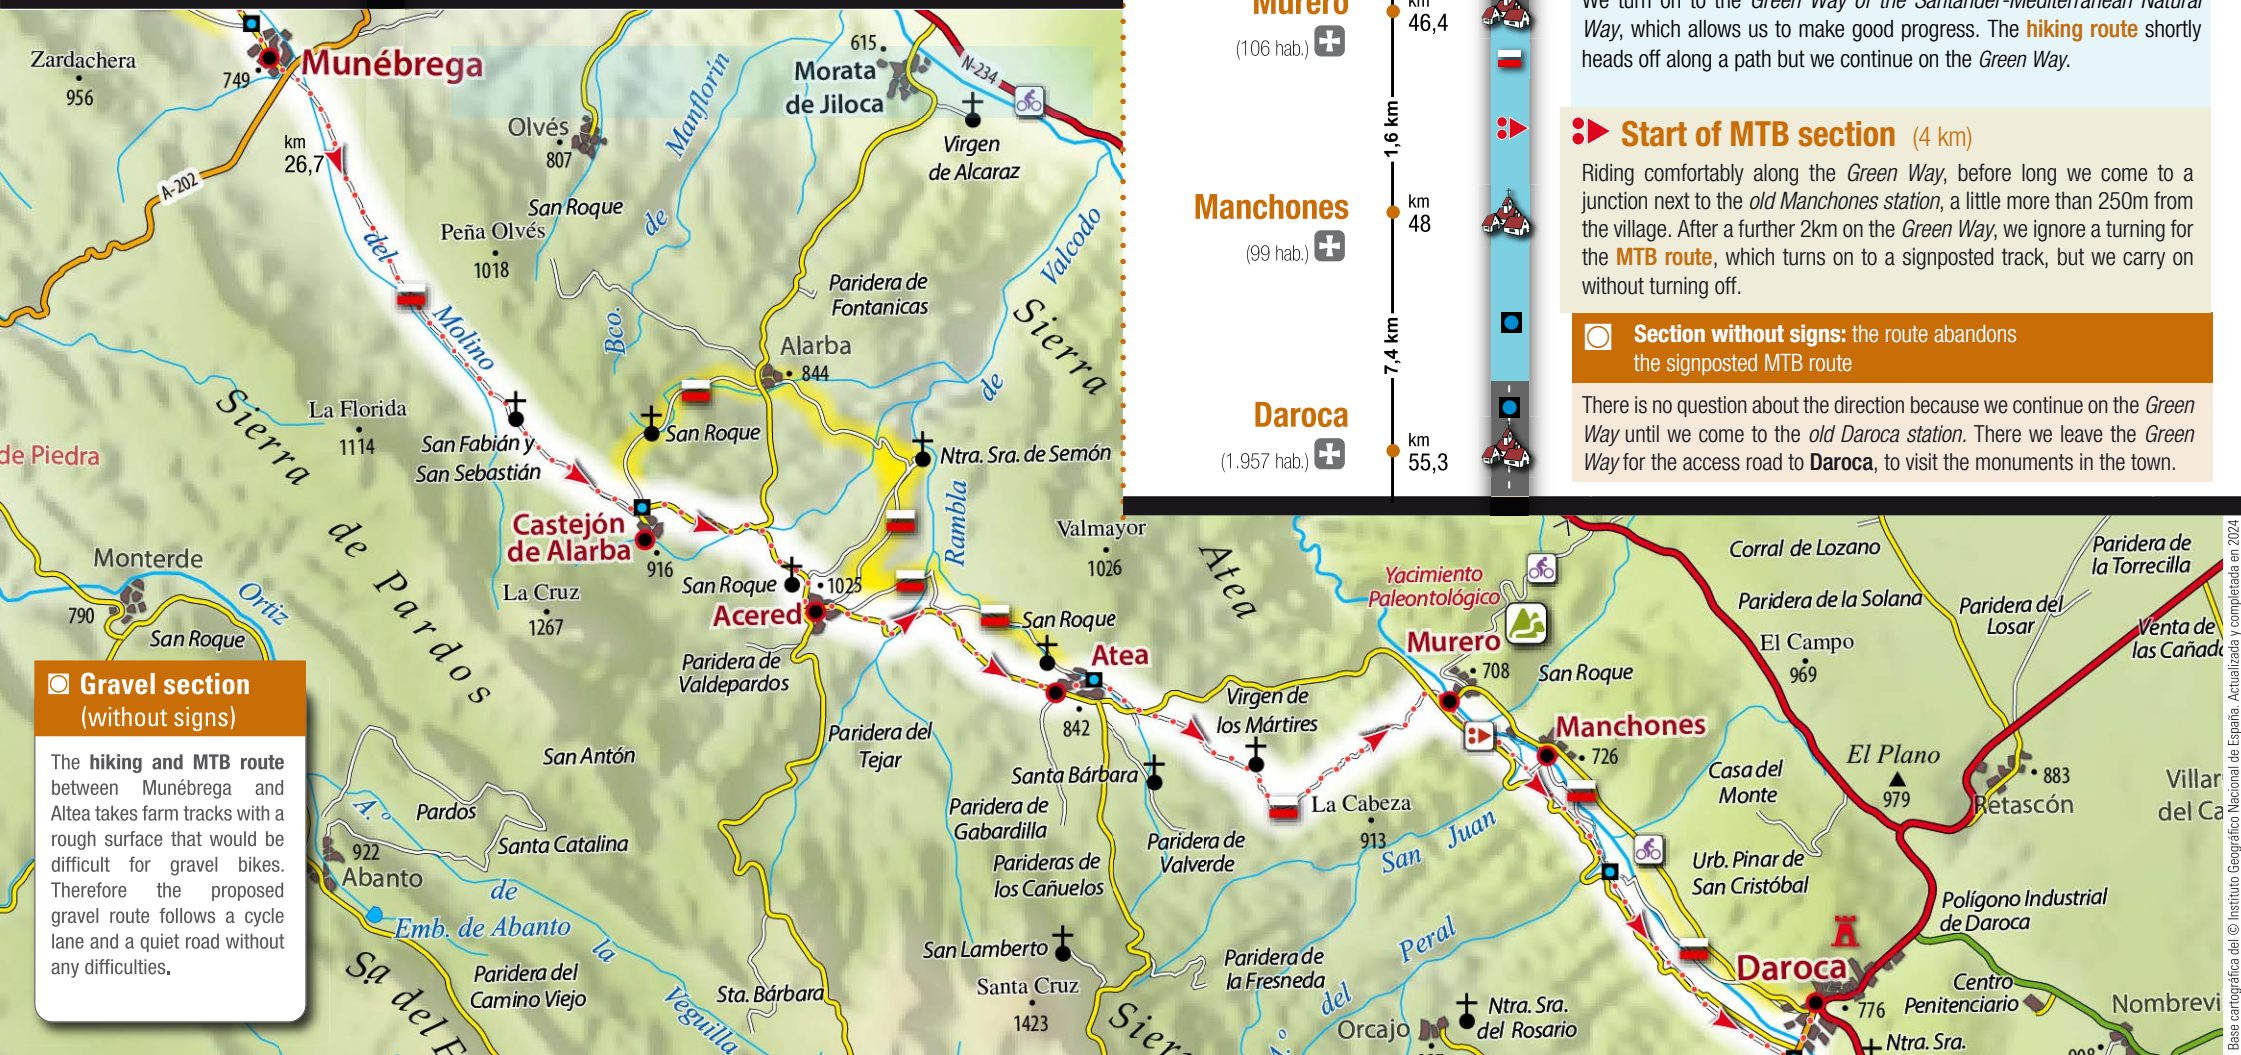 Munébrega
749
Zardachera
956
km
26,7
A-202
Olvés
807
San Roque
Peña Olvés
1018
615
Morata
de Jiloca
N-234
Virgen
de Alcaraz
Bco.
de
Manflorín
Rambla
de
Valcodo
Sierra
Atea
Paridera de
Fontanicas
Alarba
844
del
Molino
San Fabián y
San Sebastián
La Florida
1114
Sierra
de
Pardos
de Piedra
San Roque
Ntra. Sra. de Semón
Castejón
de Alarba
916
La Cruz
1267
San Roque
1025
Acered
Valmayor
1026
San Roque
Atea
842
Monterde
790
San Roque
Ortiz
Paridera de
Valdepardos
Paridera del
Tejar
San Antón
Pardos
Santa Catalina
A.º
de
la
Veguilla
922
Abanto
Emb. de Abanto
Sª del
Paridera del
Camino Viejo
Sta. Bárbara
Santa Bárbara
Paridera de
Gabardilla
Parideras de
los Cañuelos
Paridera de
Valverde
San Lamberto
Santa Cruz
1423
Sierr
Virgen de
los Mártires
La Cabeza
913
San Juan
Paridera de
la Fresneda
A.º
del
Peral
Orcajo
Ntra. Sra.
del Rosario
Yacimiento
Paleontológico
Murero
708
San Roque
Manchones
726
Corral de Lozano
Paridera de la Solana
El Campo
969
Paridera de
la Torrecilla
Paridera del
Losar
Venta de
las Cañad
El Plano
979
883
Retascón
Villar
del Ca
Casa del
Monte
Urb. Pinar de
San Cristóbal
Polígono Industrial
de Daroca
Daroca
776
Centro
Penitenciario
Nombrevi
Ntra. Sra.
Gravel section
(without signs)
The hiking and MTB route
between Munébrega and
Altea takes farm tracks with a
rough surface that would be
difficult for gravel bikes.
Therefore the proposed
gravel route follows a cycle
lane and a quiet road without
any difficulties.
Murero
(106 hab.)
km
46,4
1,6 km
Manchones
(99 hab.)
km
48
7,4 km
Daroca
(1.957 hab.)
km
55,3
We turn on to the Green Way of the Santander-Mediterranean Natural
Way, which allows us to make good progress. The hiking route shortly
heads off along a path but we continue on the Green Way.
Start of MTB section (4 km)
Riding comfortably along the Green Way, before long we come to a
junction next to the old Manchones station, a little more than 250m from
the village. After a further 2km on the Green Way, we ignore a turning for
the MTB route, which turns on to a signposted track, but we carry on
without turning off.
Section without signs: the route abandons
the signposted MTB route
There is no question about the direction because we continue on the Green
Way until we come to the old Daroca station. There we leave the Green
Way for the access road to Daroca, to visit the monuments in the town.
Base cartográfica del © Instituto Geográfico Nacional de España. Actualizada y completada en 2024